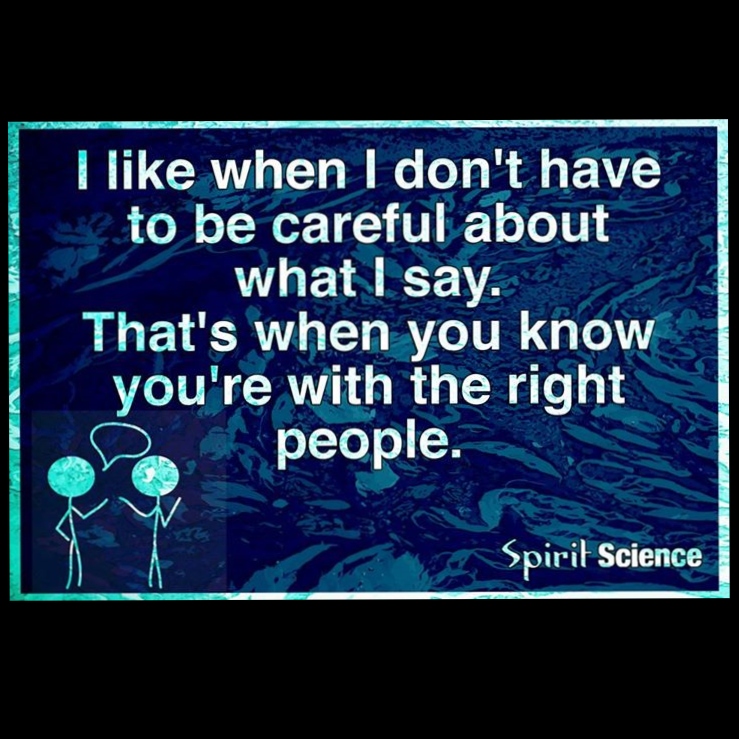 I like when I don't have
to be careful about
what I say.
That's when you know
you're with the right
people.
Spirit Science